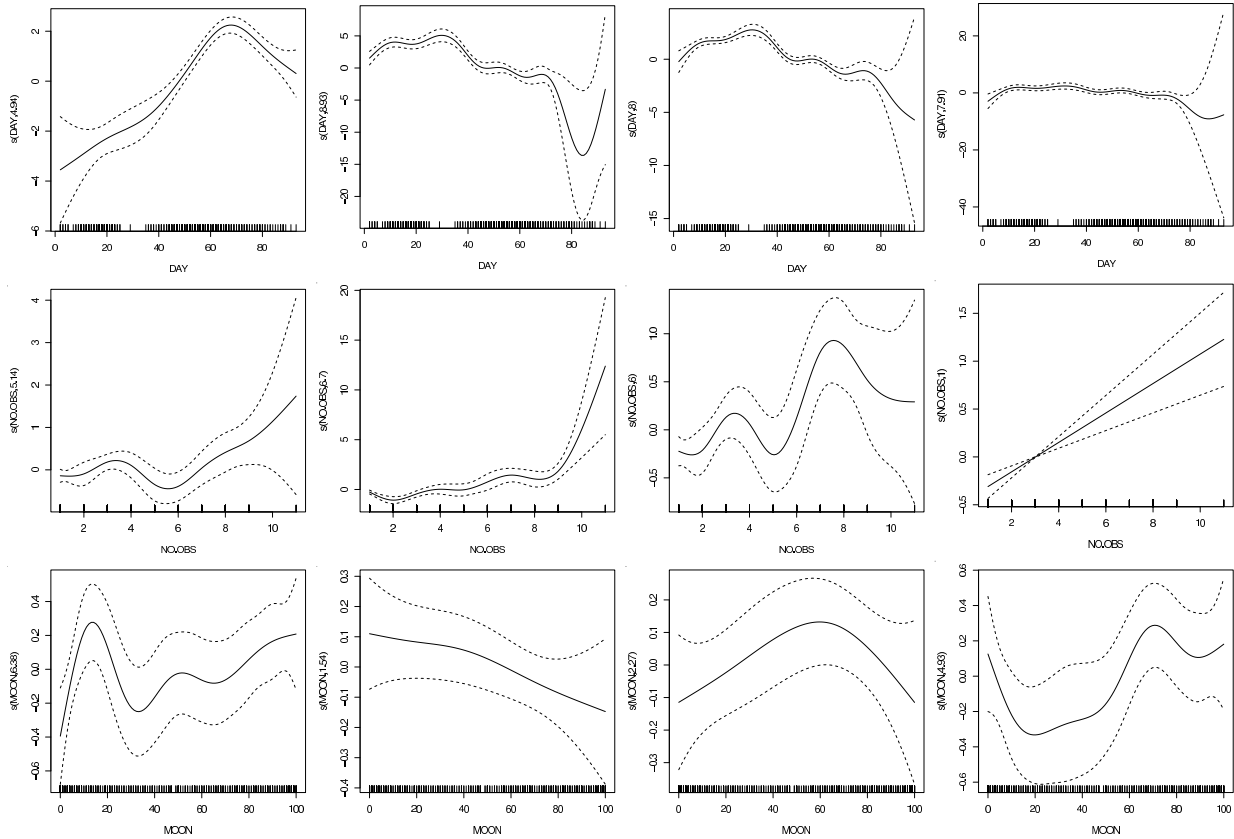 s(DAY,4.94)
2
0
−2
−4
−6
0 20 40 60 80
DAY
s(DAY,8.93)
5
0
−5
−10
−15
−20
0 20 40 60 80
DAY
s(DAY,8)
0
−5
−10
−15
0 20 40 60 80
DAY
s(DAY,7.91)
20
0
−20
−40
0 20 40 60 80
DAY
s(NO.OBS,5.14)
4
3
2
1
0
2 4 6 8 10
NO.OBS
s(NO.OBS,6.7)
20
15
10
5
0
2 4 6 8 10
NO.OBS
s(NO.OBS,6)
1.0
0.5
0.0
−0.5
2 4 6 8 10
NO.OBS
s(NO.OBS,1)
1.5
1.0
0.5
0.0
−0.5
2 4 6 8 10
NO.OBS
s(MOON,6.38)
0.4
0.2
0.0
−0.2
−0.4
−0.6
0 20 40 60 80 100
MOON
s(MOON,1.54)
0.3
0.2
0.1
0.0
−0.1
−0.2
−0.3
−0.4
0 20 40 60 80 100
MOON
s(MOON,2.27)
0.2
0.1
0.0
−0.1
−0.2
−0.3
0 20 40 60 80 100
MOON
s(MOON,4.93)
0.6
0.4
0.2
0.0
−0.2
−0.4
−0.6
0 20 40 60 80 100
MOON